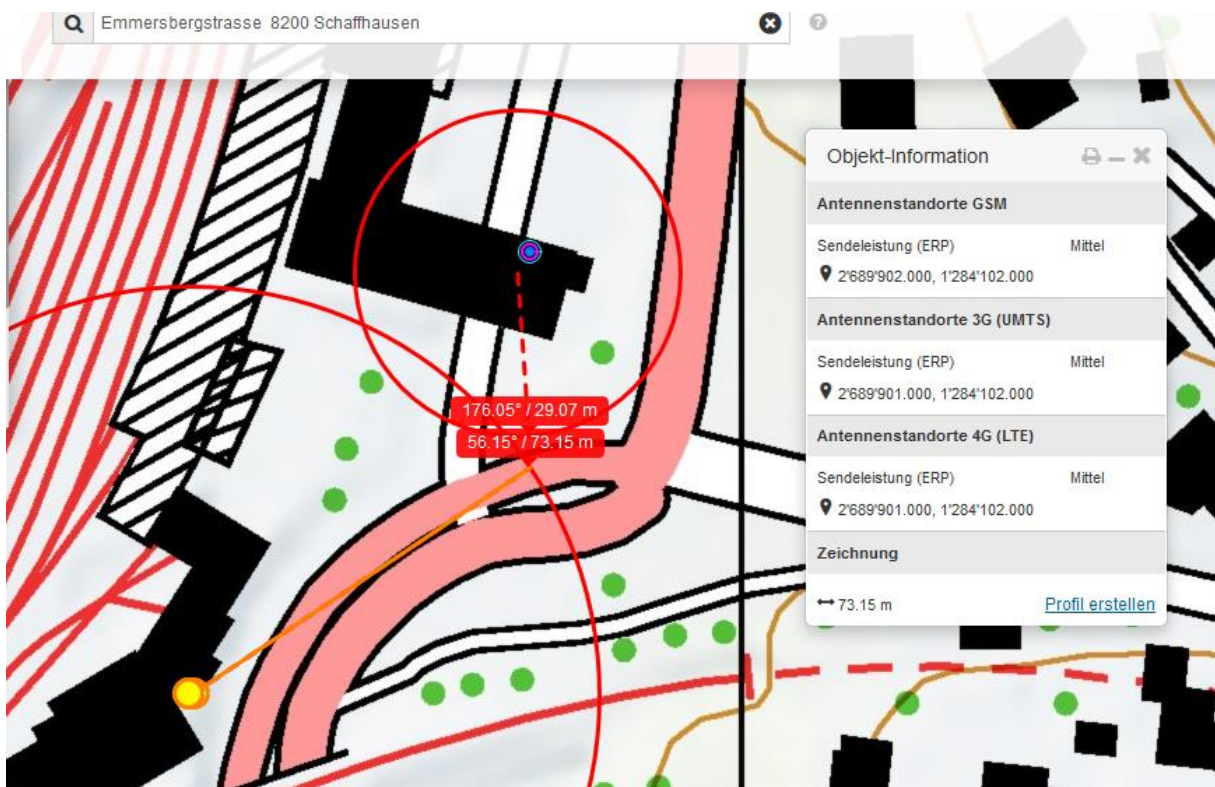 Emmersbergstrasse 8200 Schaffhausen
?
Objekt-Information
Antennenstandorte GSM
Sendeleistung (ERP) Mittel
2'689'902.000, 1'284'102.000
Antennenstandorte 3G (UMTS)
Sendeleistung (ERP) Mittel
2'689'901.000, 1'284'102.000
Antennenstandorte 4G (LTE)
Sendeleistung (ERP) Mittel
2'689'901.000, 1'284'102.000
Zeichnung
73.15 m Profil erstellen
176.05° / 29.07 m
56.15° / 73.15 m